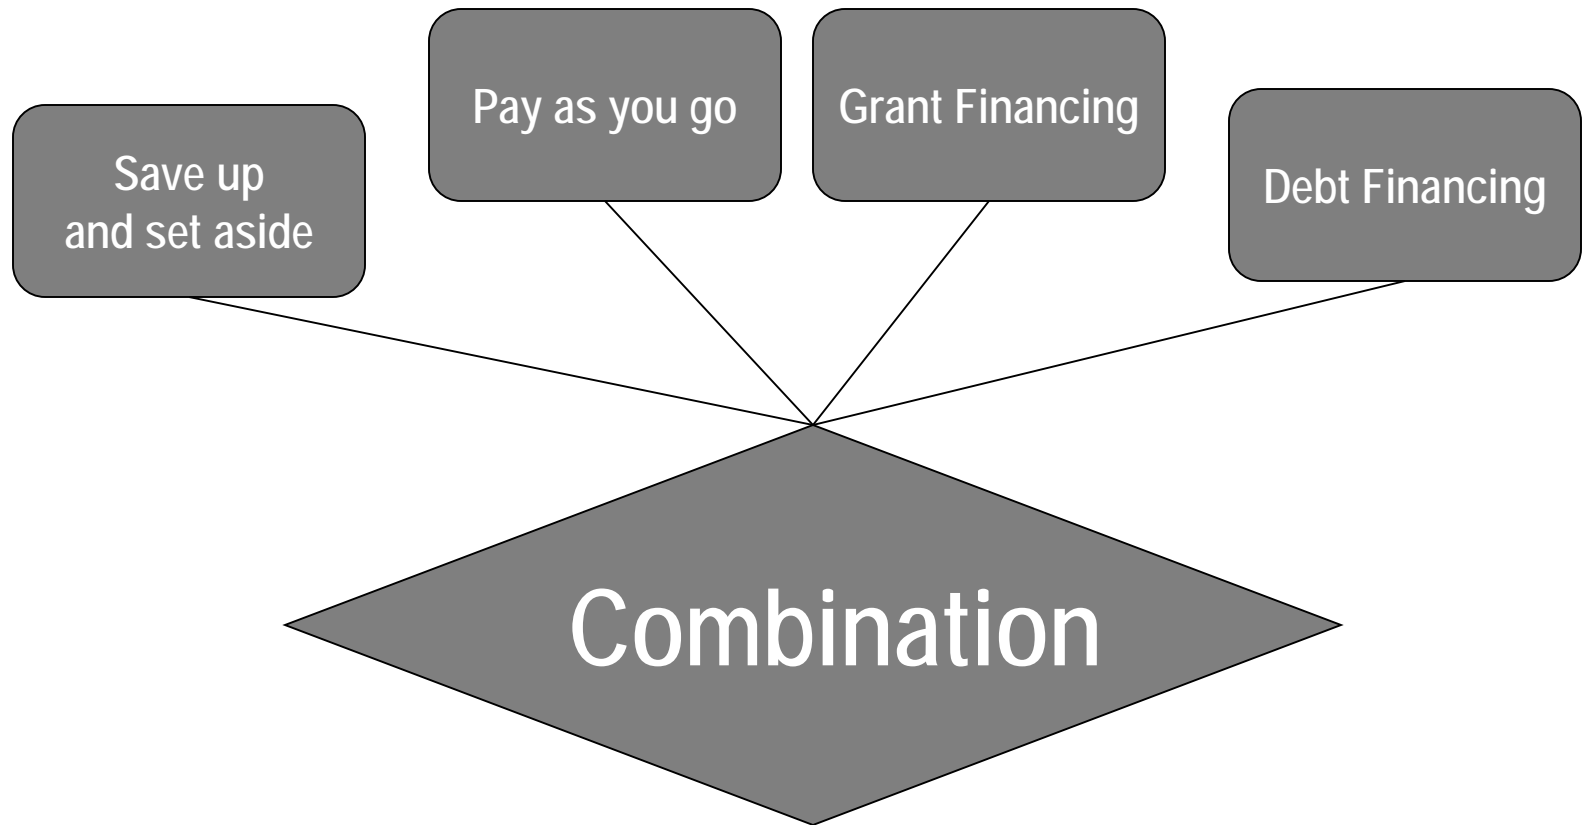 Save up
and set aside
Pay as you go
Grant Financing
Debt Financing
Combination